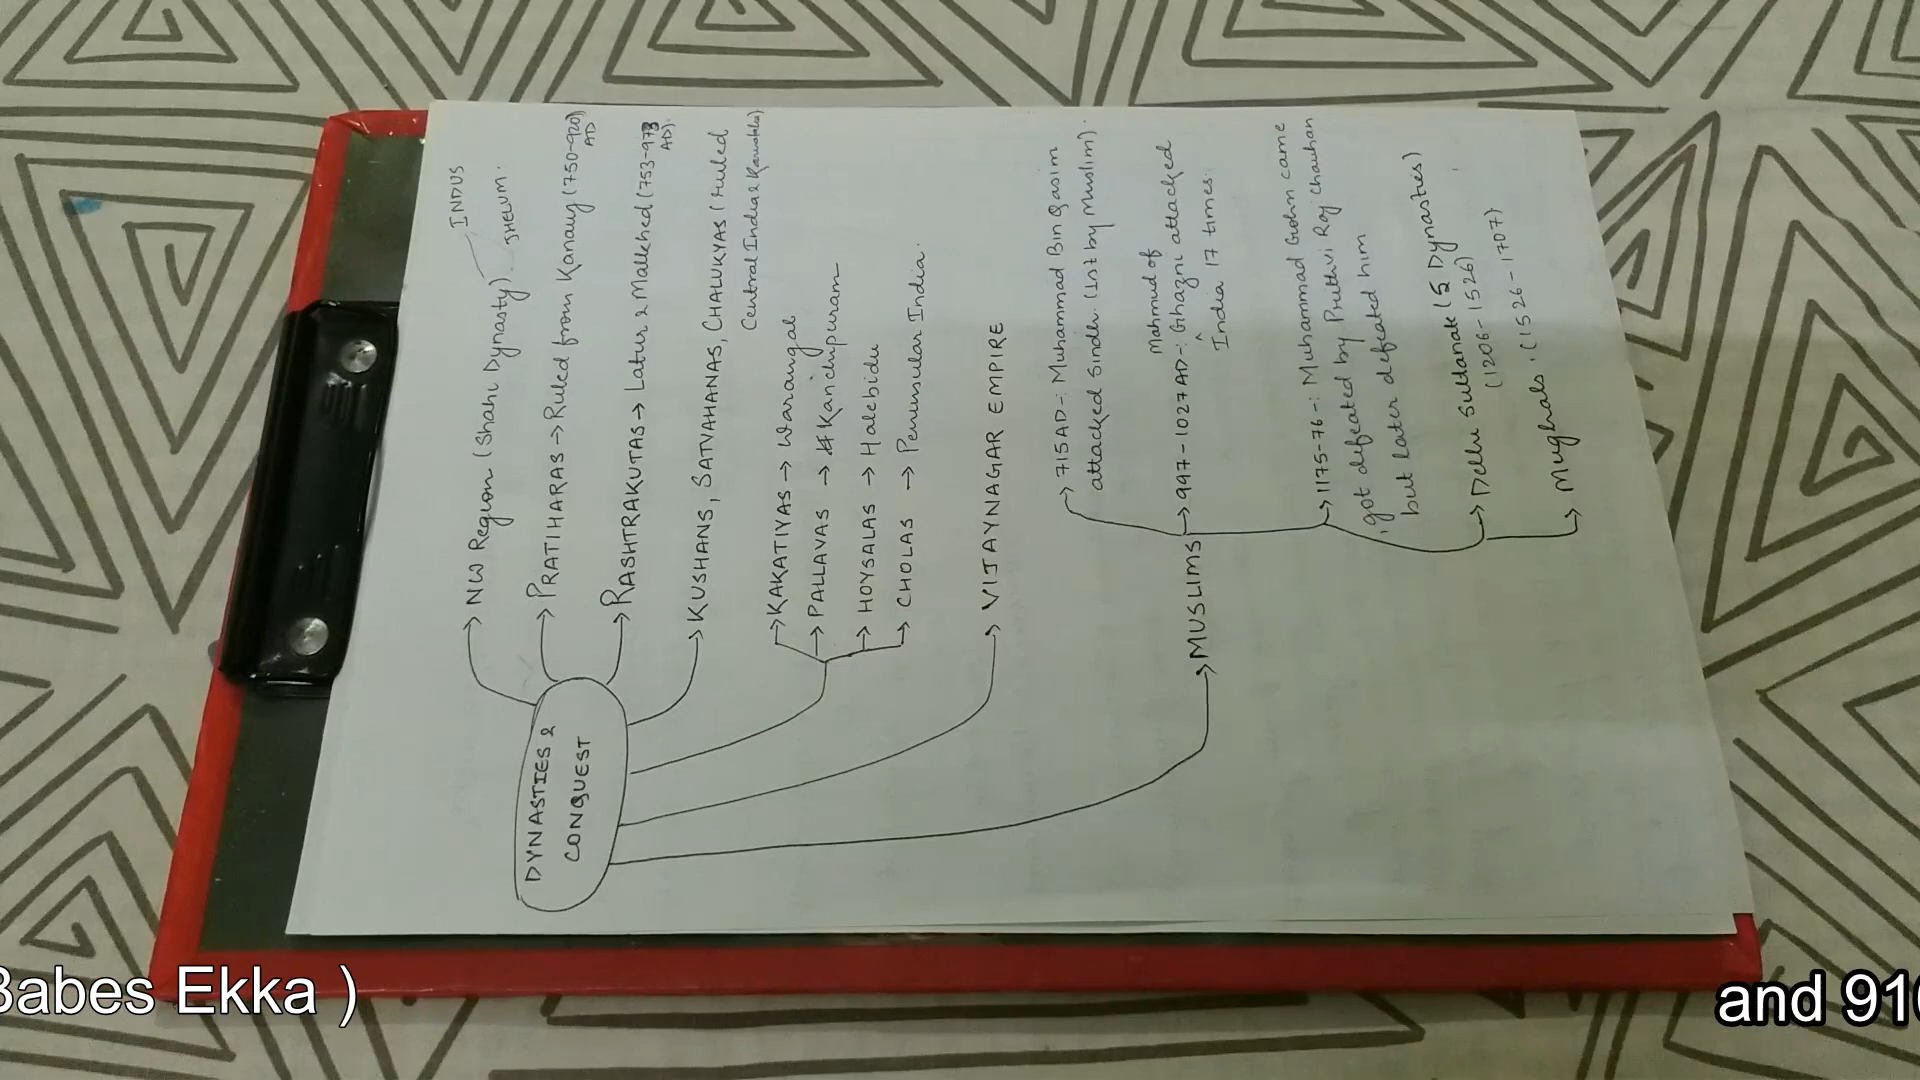 DYNASTIES &
CONQUEST
→ NW Region (Shahi Dynasty)
INDUS
JHELUM.
→ PRATIHARAS → Ruled from Kanauj (750-920)
AD
→ RASHTRAKUTAS → Latur & Malkhed (753-973
AD).
→ KUSHANS, SATVAHANAS, CHALUKYAS (ruled
Central India & Karnataka)
→ KAKATIYAS → Warangal
→ PALLAVAS → Kanchipuram
→ HOYSALAS → Halebidu
→ CHOLAS → Penunsular India.
→ VIJAYNAGAR EMPIRE
→ MUSLIMS
→ 715AD-: Muhammad Bin Qasim
attacked Sindh. (1st by Muslim).
Mahmud of
→ 997-1027AD-: Ghazni attacked
India 17 times.
→ 1175-76-: Muhammad Ghori came
got defeated by Prithvi Raj Chauhan
but later defeated him
→ Delhi Sultanate (5 Dynasties)
(1206-1526)
→ Mughals. (1526-1707)
Babes Ekka )
and 91